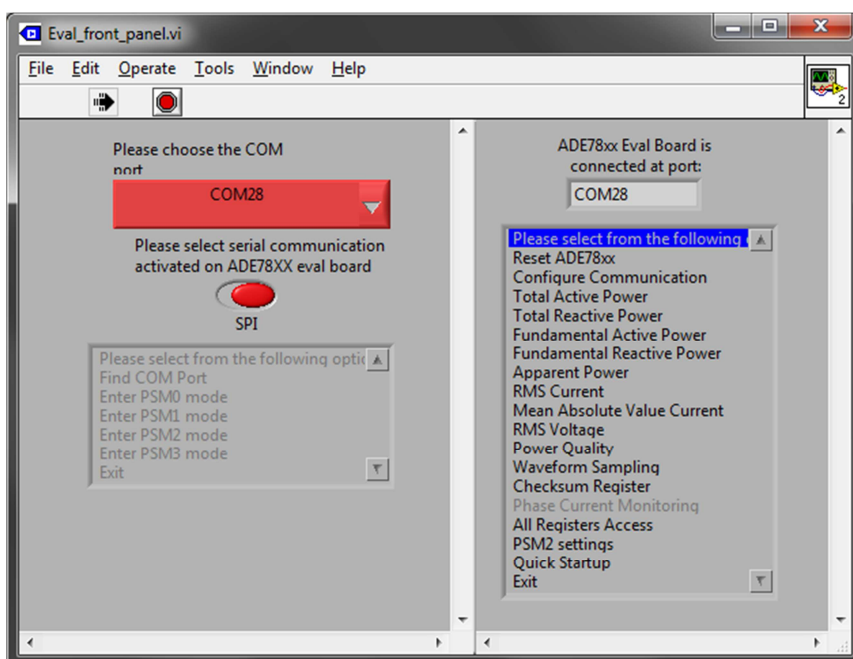 Eval_front_panel.vi
File Edit Operate Tools Window Help
2
Please choose the COM
port
COM28
Please select serial communication
activated on ADE78XX eval board
SPI
Please select from the following optic
Find COM Port
Enter PSM0 mode
Enter PSM1 mode
Enter PSM2 mode
Enter PSM3 mode
Exit
ADE78xx Eval Board is
connected at port:
COM28
Please select from the following
Reset ADE78xx
Configure Communication
Total Active Power
Total Reactive Power
Fundamental Active Power
Fundamental Reactive Power
Apparent Power
RMS Current
Mean Absolute Value Current
RMS Voltage
Power Quality
Waveform Sampling
Checksum Register
Phase Current Monitoring
All Registers Access
PSM2 settings
Quick Startup
Exit